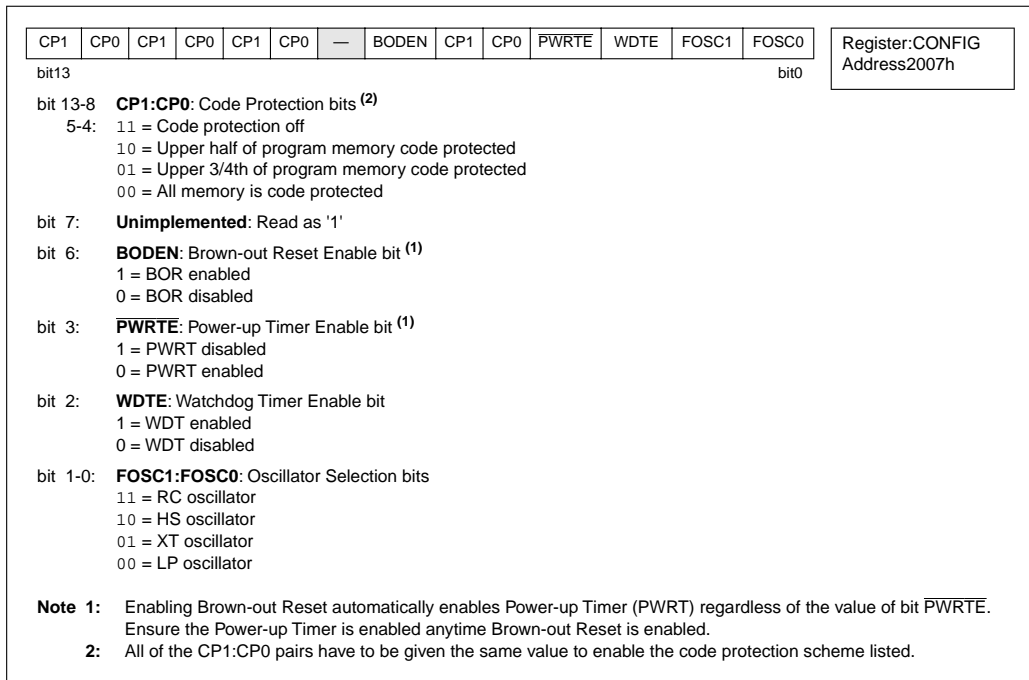 CP1 CP0 CP1 CP0 CP1 CP0 — BODEN CP1 CP0 PWRTE WDTE FOSC1 FOSC0
bit13 bit0
Register:CONFIG
Address2007h
bit 13-8 CP1:CP0: Code Protection bits (2)
5-4: 11 = Code protection off
10 = Upper half of program memory code protected
01 = Upper 3/4th of program memory code protected
00 = All memory is code protected
bit 7: Unimplemented: Read as '1'
bit 6: BODEN: Brown-out Reset Enable bit (1)
1 = BOR enabled
0 = BOR disabled
bit 3: PWRTE: Power-up Timer Enable bit (1)
1 = PWRT disabled
0 = PWRT enabled
bit 2: WDTE: Watchdog Timer Enable bit
1 = WDT enabled
0 = WDT disabled
bit 1-0: FOSC1:FOSC0: Oscillator Selection bits
11 = RC oscillator
10 = HS oscillator
01 = XT oscillator
00 = LP oscillator
Note 1: Enabling Brown-out Reset automatically enables Power-up Timer (PWRT) regardless of the value of bit PWRTE.
Ensure the Power-up Timer is enabled anytime Brown-out Reset is enabled.
2: All of the CP1:CP0 pairs have to be given the same value to enable the code protection scheme listed.